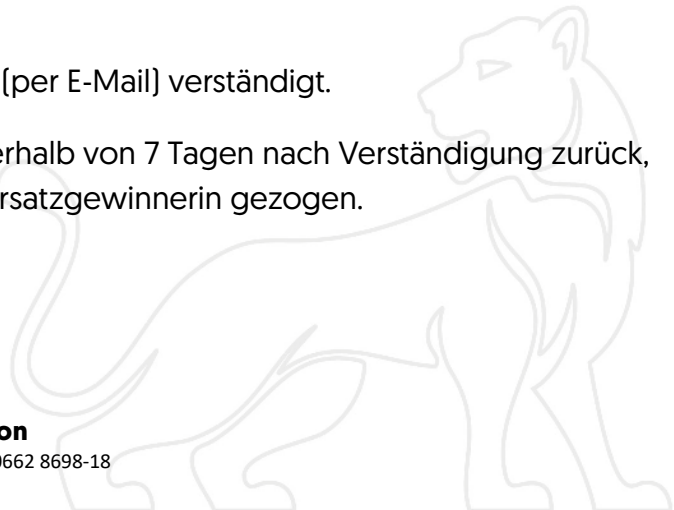 (per E-Mail) verständigt.
erhalb von 7 Tagen nach Verständigung zurück,
rsatzgewinnerin gezogen.
on
0662 8698-18